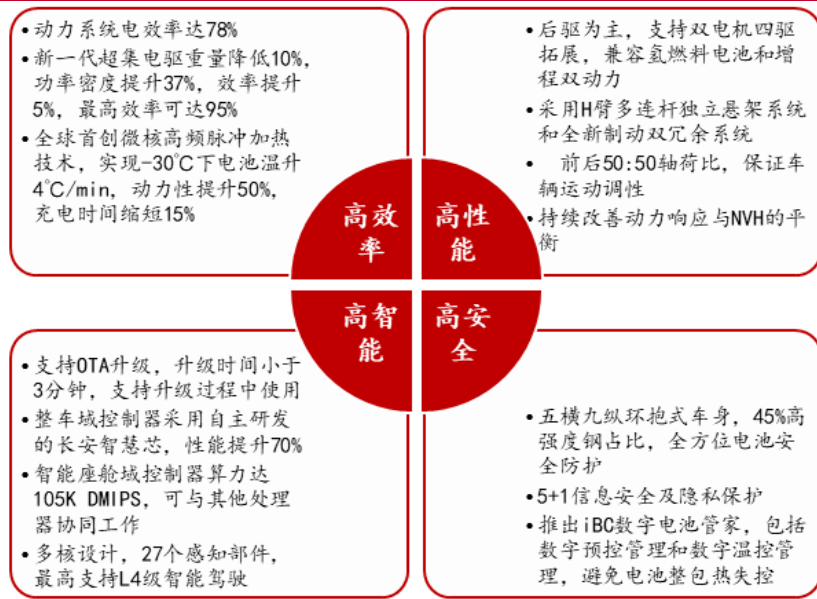 •动力系统电效率达78%
•新一代超集电驱重量降低10%,
功率密度提升37%, 效率提升
5%, 最高效率可达95%
•全球首创微核高频脉冲加热
技术, 实现-30℃下电池温升
4℃/min, 动力性提升50%,
充电时间缩短15%
•后驱为主, 支持双电机四驱
拓展, 兼容氢燃料电池和增
程双动力
•采用H臂多连杆独立悬架系统
和全新制动双冗余系统
• 前后50:50轴荷比, 保证车
辆运动调性
•持续改善动力响应与NVH的平
衡
高效
率
高性
能
高智
能
高安
全
•支持OTA升级, 升级时间小于
3分钟, 支持升级过程中使用
•整车域控制器采用自主研发
的长安智慧芯, 性能提升70%
•智能座舱域控制器算力达
105K DMIPS, 可与其他处理
器协同工作
•多核设计, 27个感知部件,
最高支持L4级智能驾驶
•五横九纵环抱式车身, 45%高
强度钢占比, 全方位电池安
全防护
•5+1信息安全及隐私保护
•推出iBC数字电池管家, 包括
数字预控管理和数字温控管
理, 避免电池整包热失控